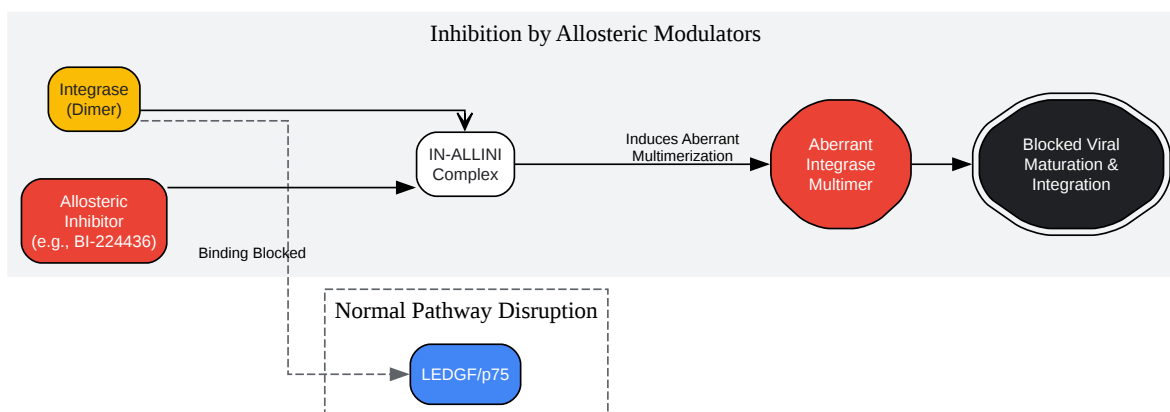 Inhibition by Allosteric Modulators
Integrase
(Dimer)
Allosteric
Inhibitor
(e.g., BI-224436)
Binding Blocked
IN-ALLINI
Complex
Induces Aberrant
Multimerization
Aberrant
Integrase
Multimer
Blocked Viral
Maturation &
Integration
Normal Pathway Disruption
LEDGF/p75